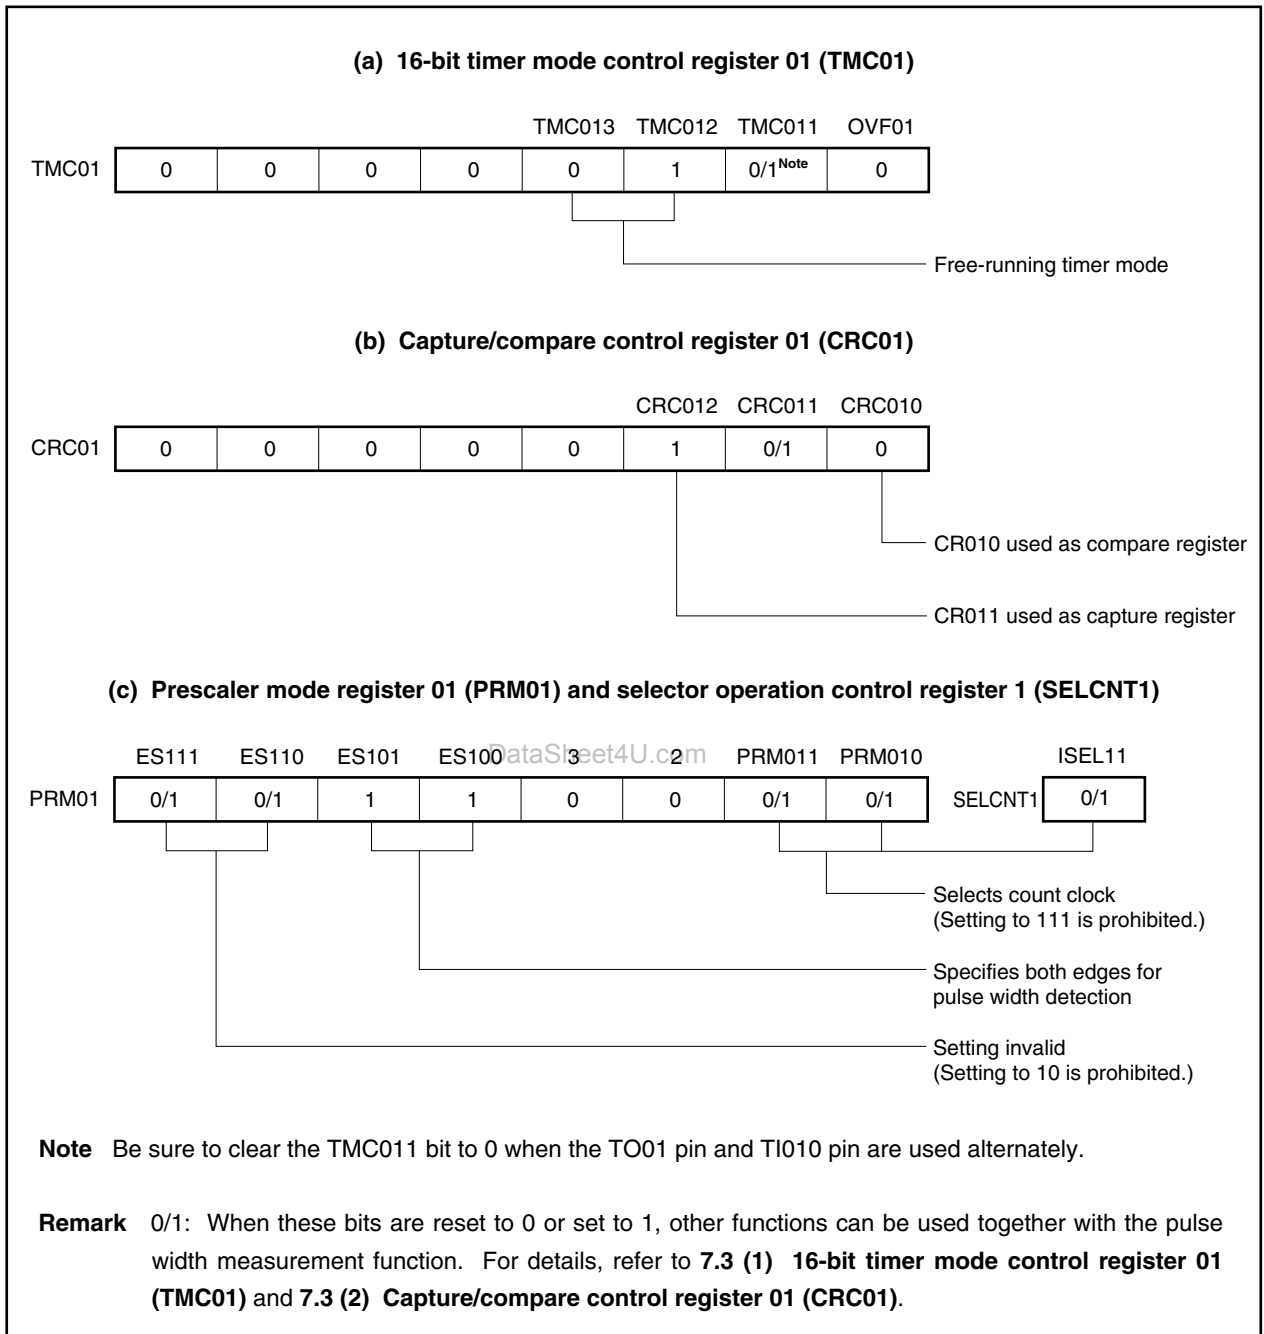 (a) 16-bit timer mode control register 01 (TMC01)
TMC013 TMC012 TMC011 OVF01
TMC01 0 0 0 0 0 1 0/1Note 0
Free-running timer mode
(b) Capture/compare control register 01 (CRC01)
CRC012 CRC011 CRC010
CRC01 0 0 0 0 0 1 0/1 0
CR010 used as compare register
CR011 used as capture register
(c) Prescaler mode register 01 (PRM01) and selector operation control register 1 (SELCNT1)
DataSheet4U.com
ES111 ES110 ES101 ES100 3 2 PRM011 PRM010 ISEL11
PRM01 0/1 0/1 1 1 0 0 0/1 0/1 SELCNT1 0/1
Selects count clock
(Setting to 111 is prohibited.)
Specifies both edges for
pulse width detection
Setting invalid
(Setting to 10 is prohibited.)
Note Be sure to clear the TMC011 bit to 0 when the TO01 pin and TI010 pin are used alternately.
Remark 0/1: When these bits are reset to 0 or set to 1, other functions can be used together with the pulse
width measurement function. For details, refer to 7.3 (1) 16-bit timer mode control register 01
(TMC01) and 7.3 (2) Capture/compare control register 01 (CRC01).